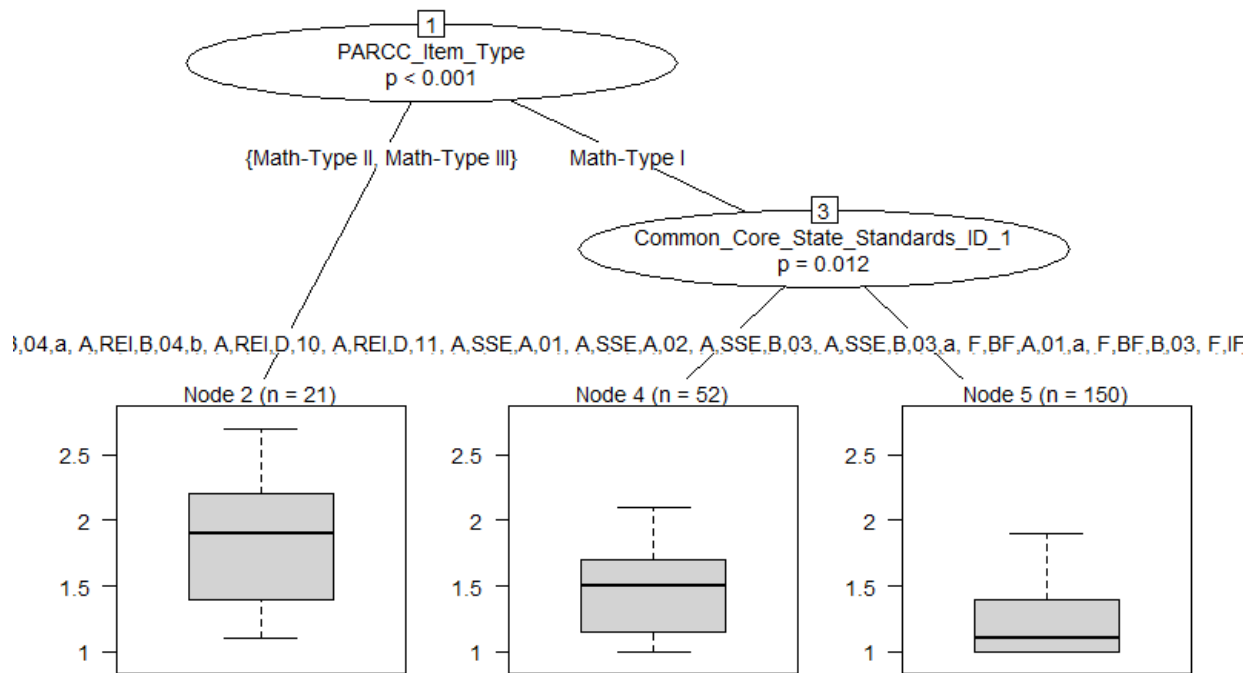 1
PARCC_Item_Type
p < 0.001
{Math-Type II, Math-Type III}
Math-Type I
3
Common_Core_State_Standards_ID_1
p = 0.012
3,04,a, A,REI,B,04,b, A,REI,D,10, A,REI,D,11, A,SSE,A,01, A,SSE,A,02, A,SSE,B,03, A,SSE,B,03,a, F,BF,A,01,a, F,BF,B,03, F,IF
Node 2 (n = 21)
Node 4 (n = 52)
Node 5 (n = 150)
2.5
2
1.5
1
2.5
2
1.5
1
2.5
2
1.5
1